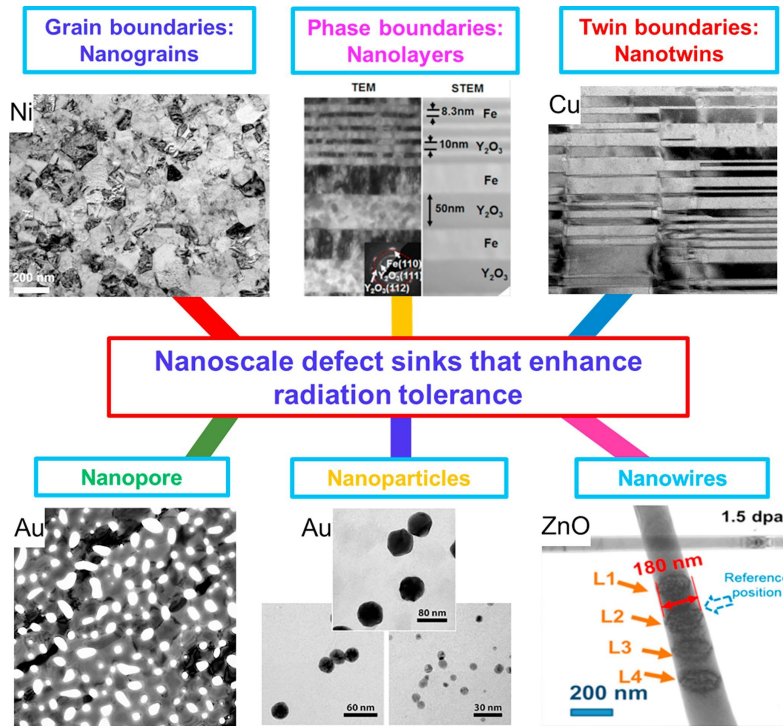 Grain boundaries:
Nanograins
Phase boundaries:
Nanolayers
Twin boundaries:
Nanotwins
Ni
200 nm
TEM
STEM
8.3nm
Fe
10nm
Y₂O₃
Fe
50nm
Y₂O₃
Fe
Y₂O₃
Fe(110)
Y₂O₃(111)
Y₂O₃(112)
Cu
Nanoscale defect sinks that enhance
radiation tolerance
Nanopore
Nanoparticles
Nanowires
Au
Au
80 nm
60 nm
30 nm
ZnO
1.5 dpa
180 nm
L1
Reference
position
L2
L3
L4
200 nm